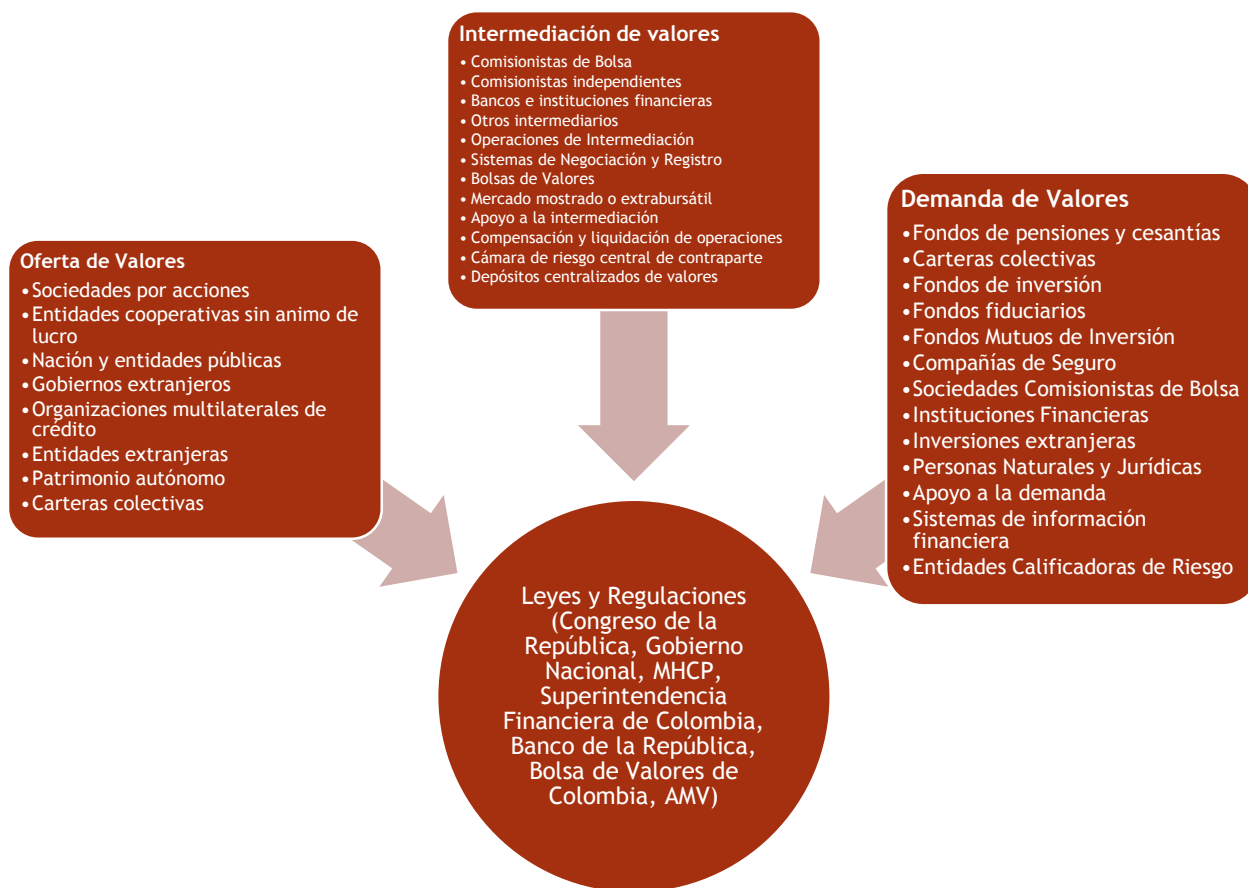 Intermediación de valores
• Comisionistas de Bolsa
• Comisionistas independientes
• Bancos e instituciones financieras
• Otros intermediarios
• Operaciones de Intermediación
• Sistemas de Negociación y Registro
• Bolsas de Valores
• Mercado mostrado o extrabursátil
• Apoyo a la intermediación
• Compensación y liquidación de operaciones
• Cámara de riesgo central de contraparte
• Depósitos centralizados de valores
Oferta de Valores
• Sociedades por acciones
• Entidades cooperativas sin animo de
lucro
• Nación y entidades públicas
• Gobiernos extranjeros
• Organizaciones multilaterales de
crédito
• Entidades extranjeras
• Patrimonio autónomo
• Carteras colectivas
Demanda de Valores
• Fondos de pensiones y cesantías
• Carteras colectivas
• Fondos de inversión
• Fondos fiduciarios
• Fondos Mutuos de Inversión
• Compañías de Seguro
• Sociedades Comisionistas de Bolsa
• Instituciones Financieras
• Inversiones extranjeras
• Personas Naturales y Jurídicas
• Apoyo a la demanda
• Sistemas de información
financiera
• Entidades Calificadoras de Riesgo
Leyes y Regulaciones
(Congreso de la
República, Gobierno
Nacional, MHCP,
Superintendencia
Financiera de Colombia,
Banco de la República,
Bolsa de Valores de
Colombia, AMV)